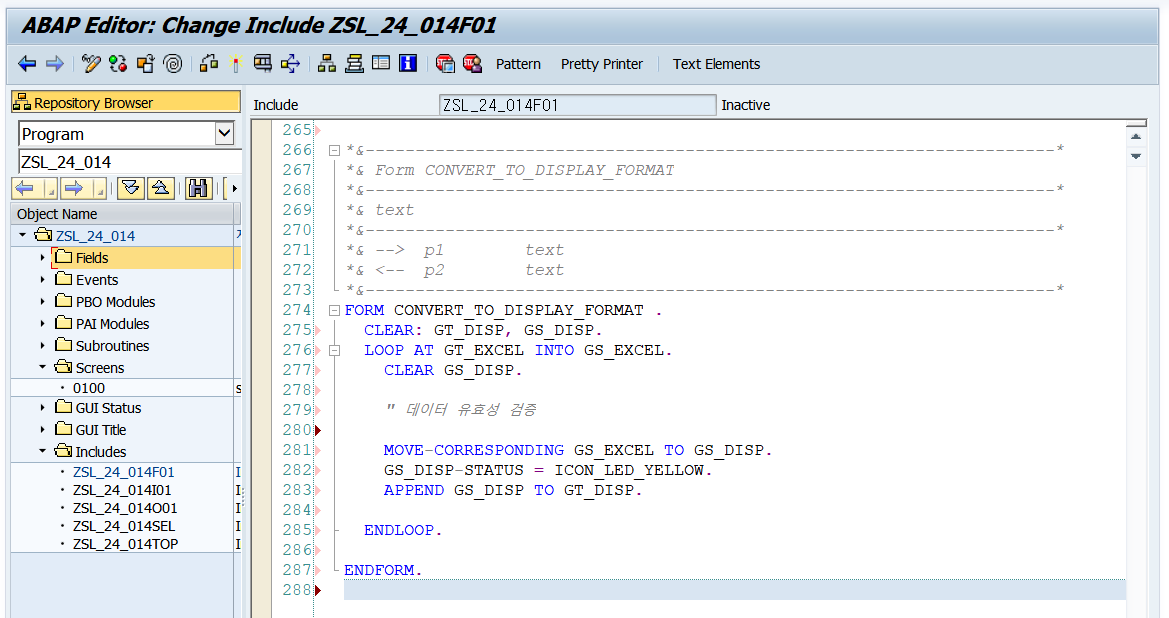 ABAP Editor: Change Include ZSL_24_014F01
Pattern Pretty Printer Text Elements
Repository Browser
Include ZSL_24_014F01 Inactive
Program
ZSL_24_014
Object Name
ZSL_24_014
Fields
Events
PBO Modules
PAI Modules
Subroutines
Screens
0100 s
GUI Status
GUI Title
Includes
ZSL_24_014F01 I
ZSL_24_014I01 I
ZSL_24_014O01 I
ZSL_24_014SEL I
ZSL_24_014TOP I
265
266 *&---------------------------------------------------------------------*
267 *& Form CONVERT_TO_DISPLAY_FORMAT
268 *&---------------------------------------------------------------------*
269 *& text
270 *&---------------------------------------------------------------------*
271 *& --> p1 text
272 *& <-- p2 text
273 *&---------------------------------------------------------------------*
274 FORM CONVERT_TO_DISPLAY_FORMAT .
275 CLEAR: GT_DISP, GS_DISP.
276 LOOP AT GT_EXCEL INTO GS_EXCEL.
277 CLEAR GS_DISP.
278
279 " 데이터 유효성 검증
280
281 MOVE-CORRESPONDING GS_EXCEL TO GS_DISP.
282 GS_DISP-STATUS = ICON_LED_YELLOW.
283 APPEND GS_DISP TO GT_DISP.
284
285 ENDLOOP.
286
287 ENDFORM.
288